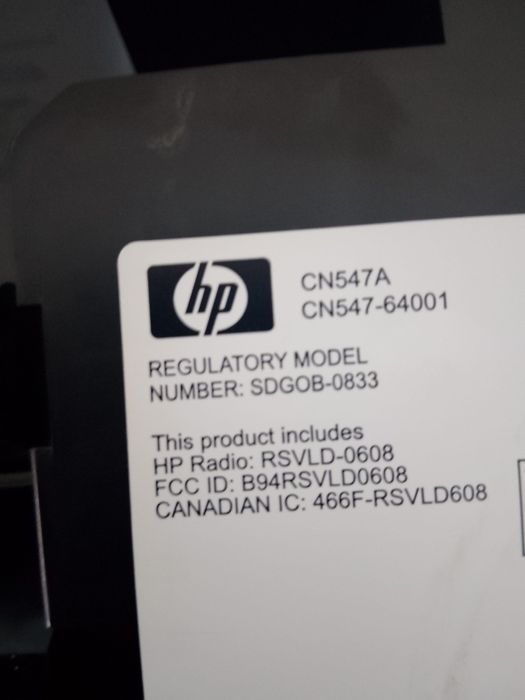 hp
CN547A
CN547-64001
REGULATORY MODEL
NUMBER: SDGOB-0833
This product includes
HP Radio: RSVLD-0608
FCC ID: B94RSVLD0608
CANADIAN IC: 466F-RSVLD608